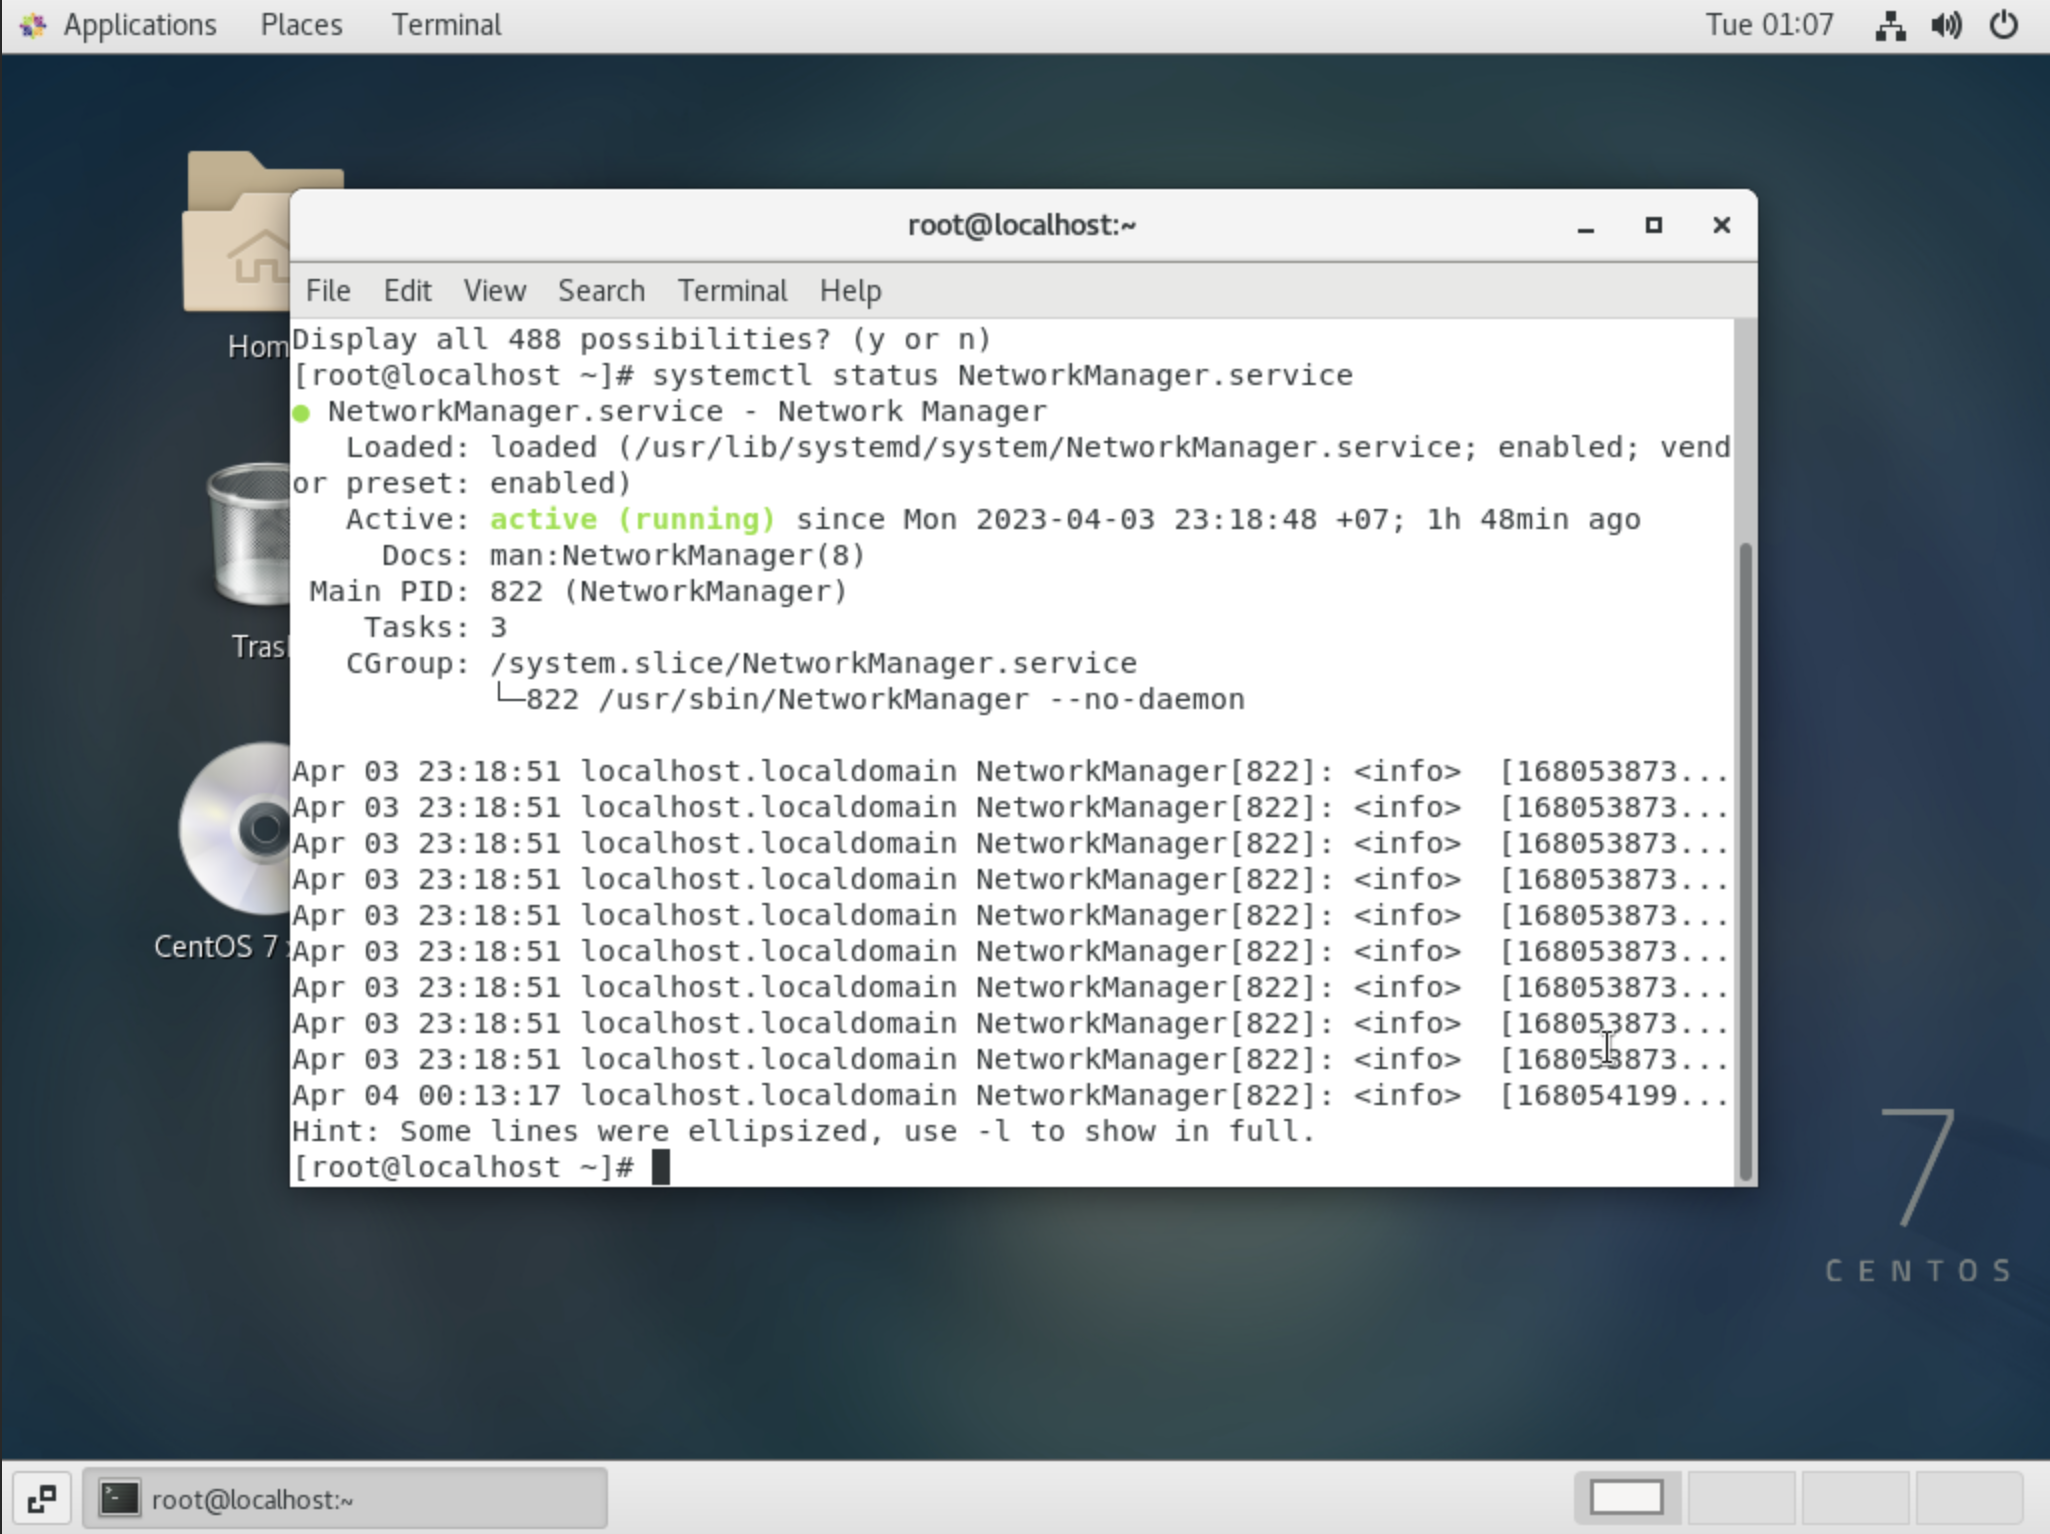 Applications Places Terminal Tue 01:07
root@localhost:~
File Edit View Search Terminal Help
Display all 488 possibilities? (y or n)
[root@localhost ~]# systemctl status NetworkManager.service
● NetworkManager.service - Network Manager
   Loaded: loaded (/usr/lib/systemd/system/NetworkManager.service; enabled; vend
or preset: enabled)
   Active: active (running) since Mon 2023-04-03 23:18:48 +07; 1h 48min ago
     Docs: man:NetworkManager(8)
 Main PID: 822 (NetworkManager)
    Tasks: 3
   CGroup: /system.slice/NetworkManager.service
           └─822 /usr/sbin/NetworkManager --no-daemon
Apr 03 23:18:51 localhost.localdomain NetworkManager[822]: <info>  [168053873...
Apr 03 23:18:51 localhost.localdomain NetworkManager[822]: <info>  [168053873...
Apr 03 23:18:51 localhost.localdomain NetworkManager[822]: <info>  [168053873...
Apr 03 23:18:51 localhost.localdomain NetworkManager[822]: <info>  [168053873...
Apr 03 23:18:51 localhost.localdomain NetworkManager[822]: <info>  [168053873...
Apr 03 23:18:51 localhost.localdomain NetworkManager[822]: <info>  [168053873...
Apr 03 23:18:51 localhost.localdomain NetworkManager[822]: <info>  [168053873...
Apr 03 23:18:51 localhost.localdomain NetworkManager[822]: <info>  [168053873...
Apr 03 23:18:51 localhost.localdomain NetworkManager[822]: <info>  [168053873...
Apr 04 00:13:17 localhost.localdomain NetworkManager[822]: <info>  [168054199...
Hint: Some lines were ellipsized, use -l to show in full.
[root@localhost ~]#
Hom
Tras
CentOS 7
7
CENTOS
root@localhost:~